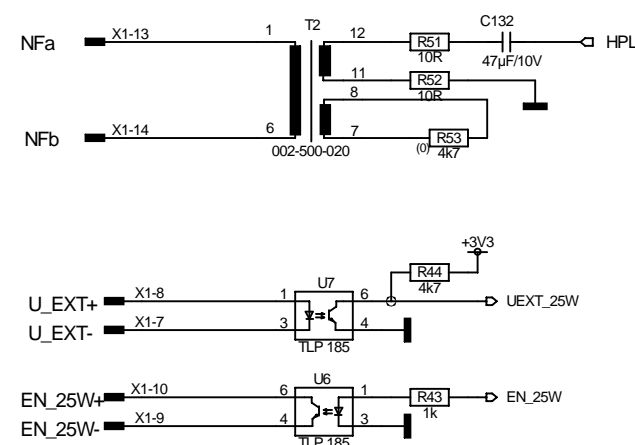 C132
T2
NFa X1-13 1 12 R51 HPL
10R 47µF/10V
11 R52
10R
8
NFb X1-14 6 7 R53
(0) 4k7
002-500-020
+3V3
R44
4k7
U7
U_EXT+ X1-8 1 6 UEXT_25W
U_EXT- X1-7 3 4
TLP 185
U6
EN_25W+ X1-10 6 1 R43 EN_25W
1k
EN_25W- X1-9 4 3
TLP 185